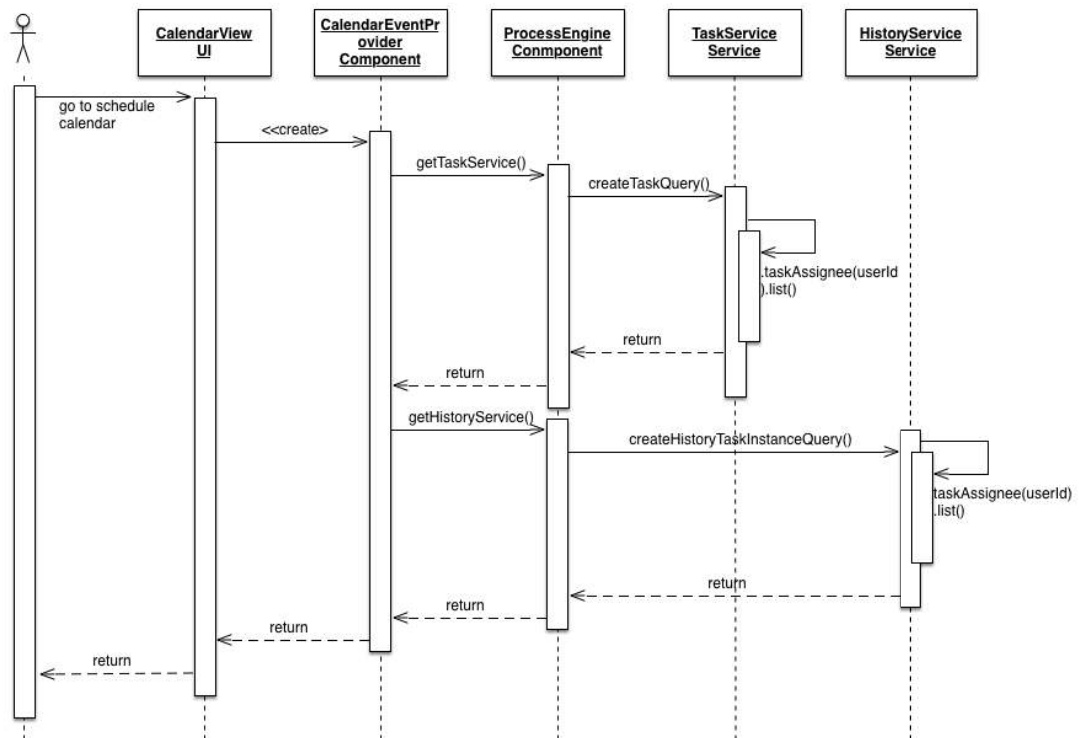 CalendarView
UI
CalendarEventPr
ovider
Component
ProcessEngine
Conmponent
TaskService
Service
HistoryService
Service
go to schedule
calendar
<<create>
getTaskService()
createTaskQuery()
.taskAssignee(userId
).list()
return
return
getHistoryService()
createHistoryTaskInstanceQuery()
taskAssignee(userId)
.list()
return
return
return
return